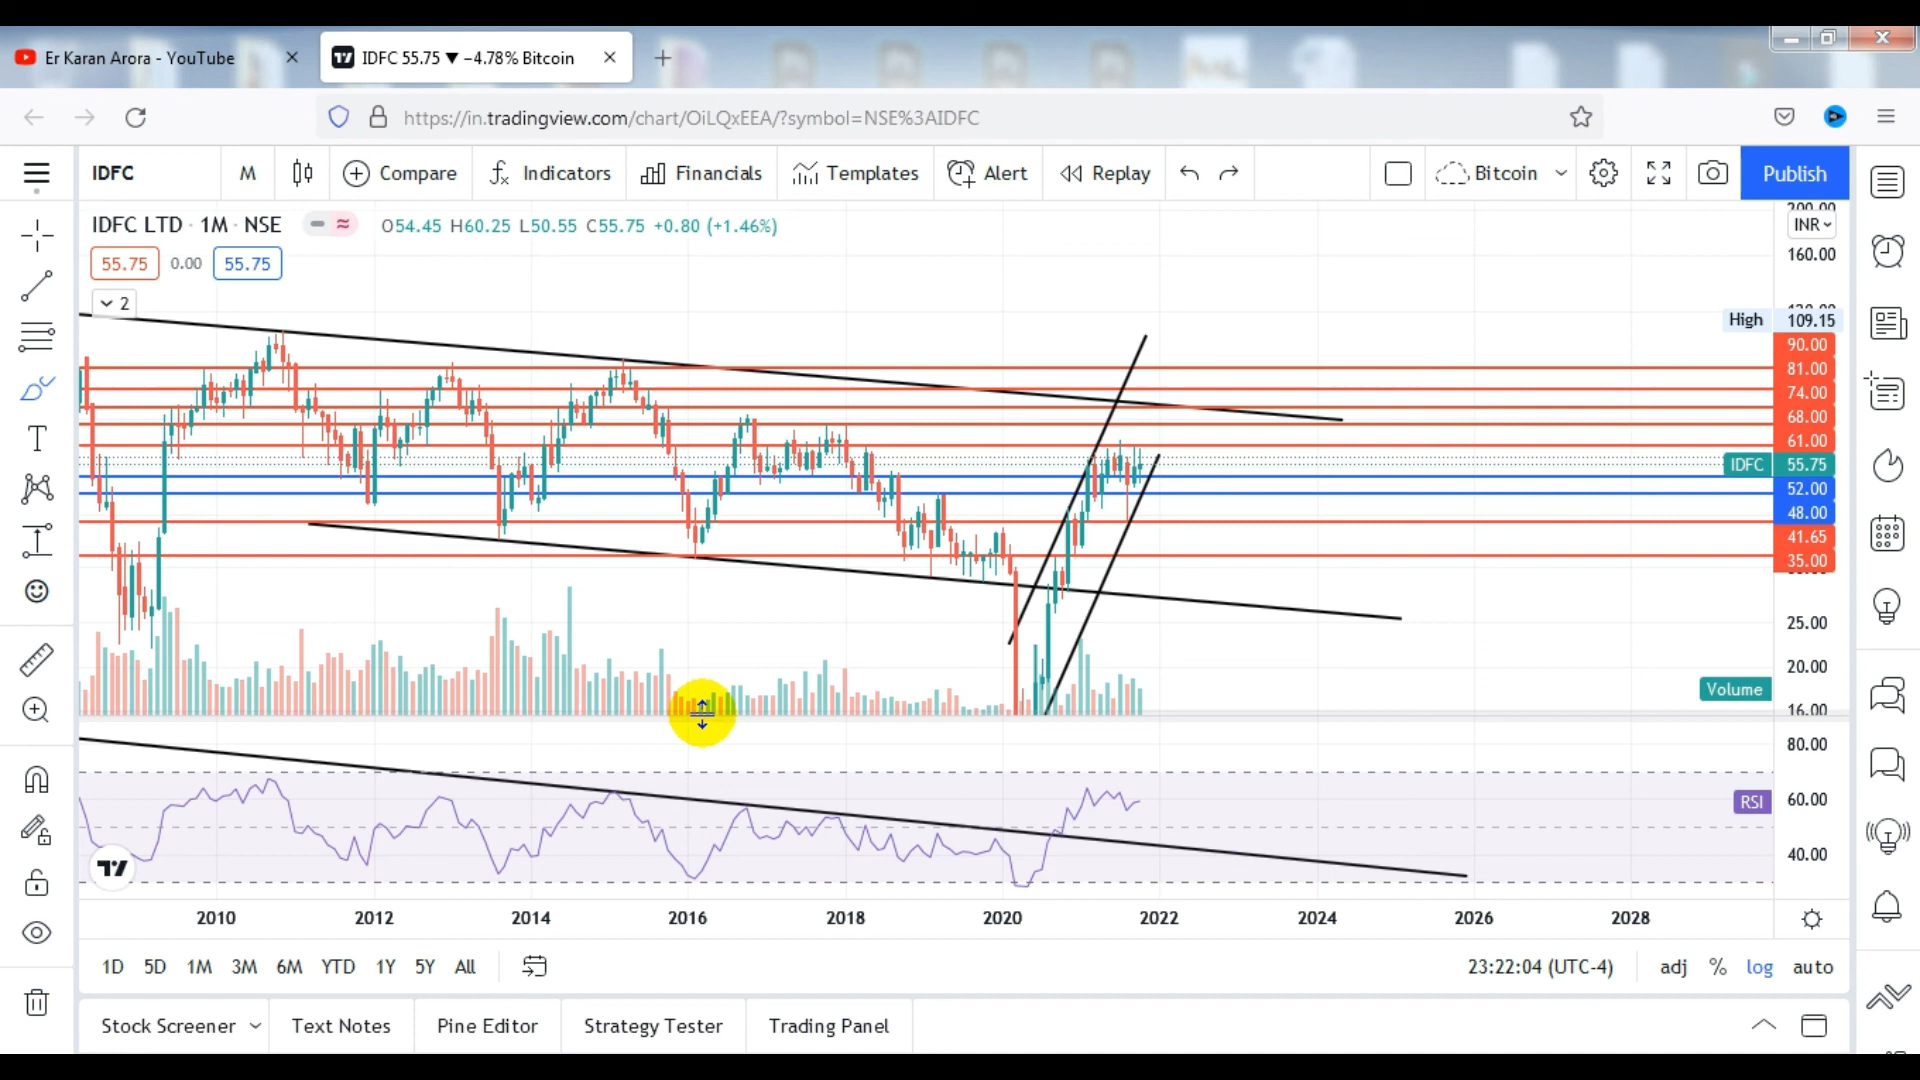 Er Karan Arora - YouTube
IDFC 55.75 ▼ −4.78% Bitcoin
https://in.tradingview.com/chart/OiLQxEEA/?symbol=NSE%3AIDFC
IDFC
M
Compare
Indicators
Financials
Templates
Alert
Replay
Bitcoin
Publish
IDFC LTD · 1M · NSE
O54.45 H60.25 L50.55 C55.75 +0.80 (+1.46%)
55.75
0.00
55.75
2
200.00
INR
160.00
High 109.15
90.00
81.00
74.00
68.00
61.00
IDFC 55.75
52.00
48.00
41.65
35.00
25.00
20.00
Volume
16.00
80.00
RSI
60.00
40.00
2010
2012
2014
2016
2018
2020
2022
2024
2026
2028
1D
5D
1M
3M
6M
YTD
1Y
5Y
All
23:22:04 (UTC-4)
adj
%
log
auto
Stock Screener
Text Notes
Pine Editor
Strategy Tester
Trading Panel